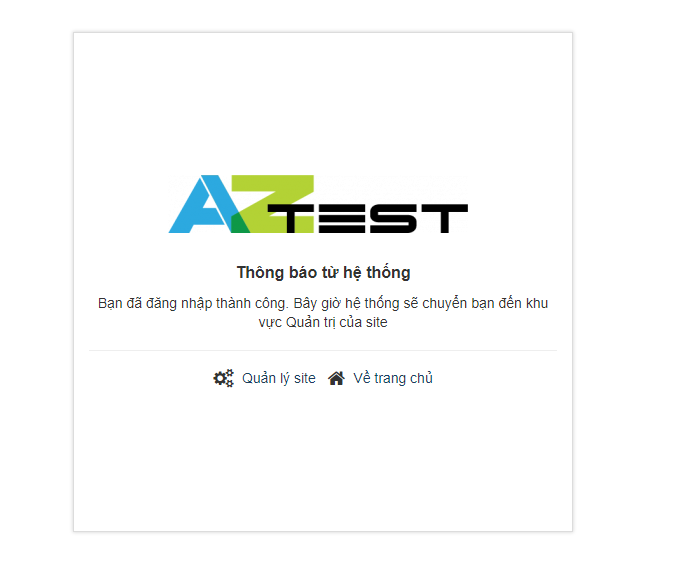 AZTEST
Thông báo từ hệ thống
Bạn đã đăng nhập thành công. Bây giờ hệ thống sẽ chuyển bạn đến khu
vực Quản trị của site
Quản lý site Về trang chủ